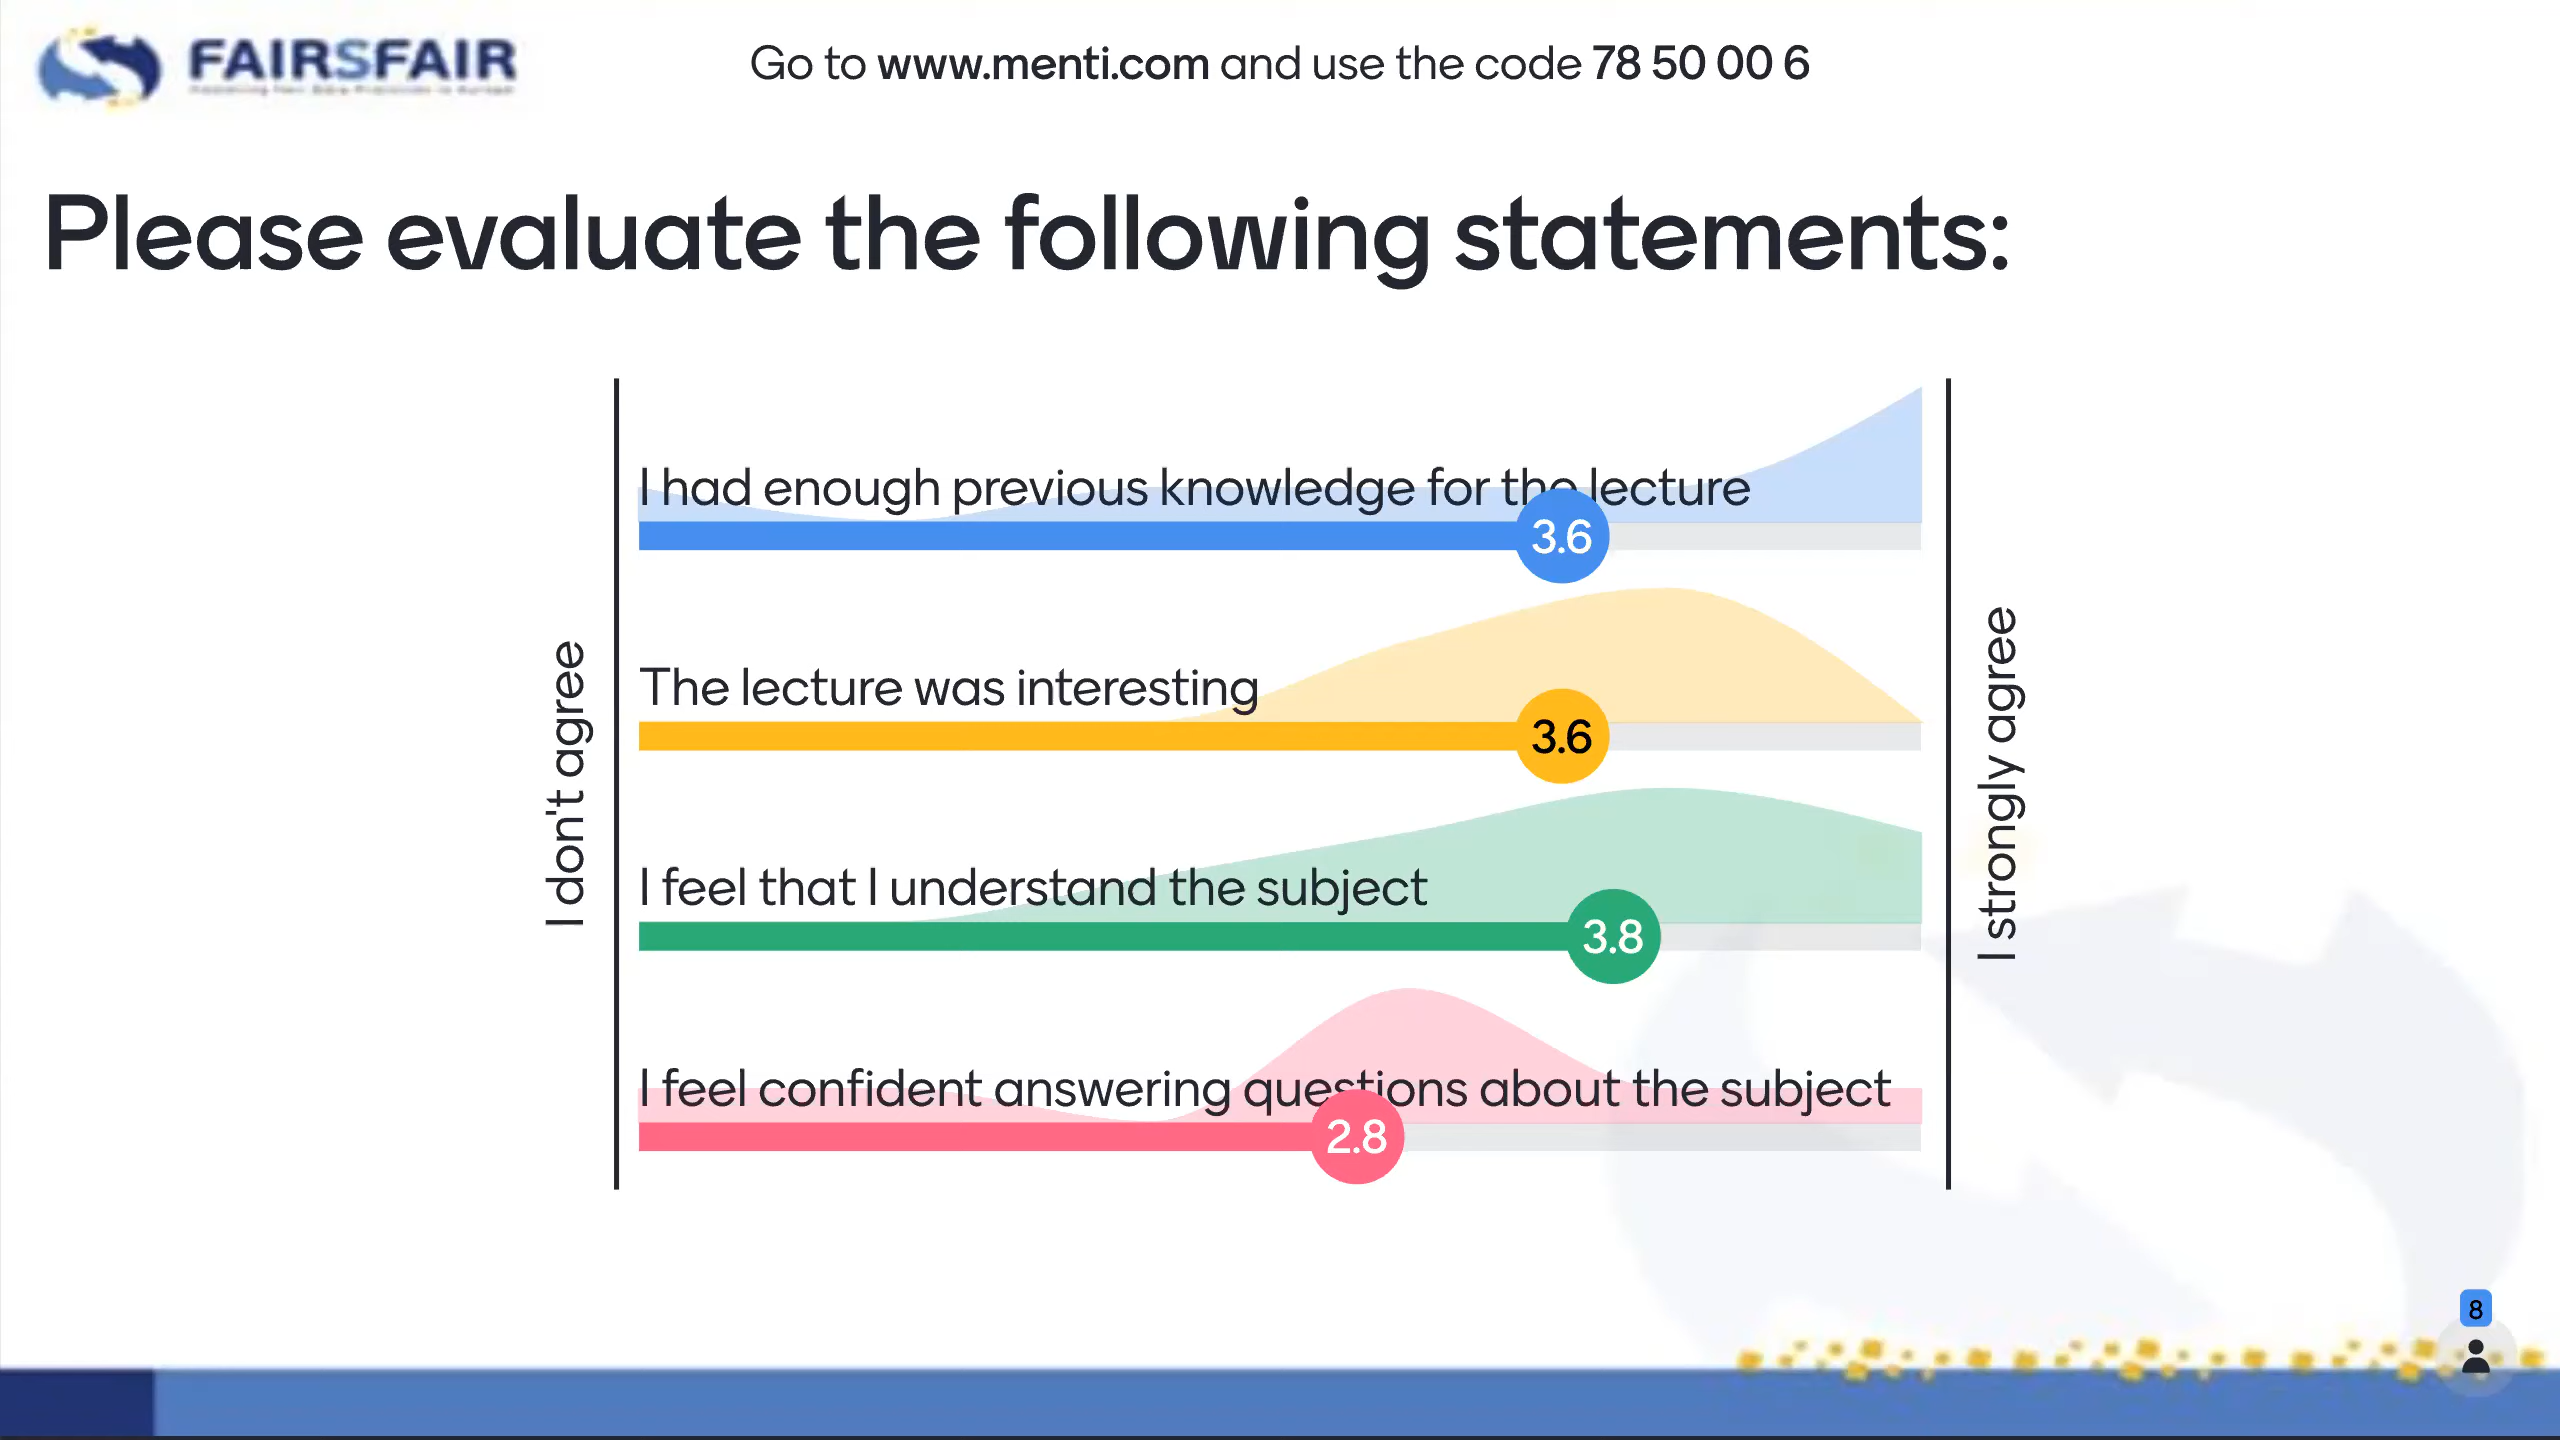 FAIRSFAIR
Go to www.menti.com and use the code 78 50 00 6
Please evaluate the following statements:
I had enough previous knowledge for the lecture
3.6
The lecture was interesting
3.6
I feel that I understand the subject
3.8
I feel confident answering questions about the subject
2.8
I don't agree
I strongly agree
8